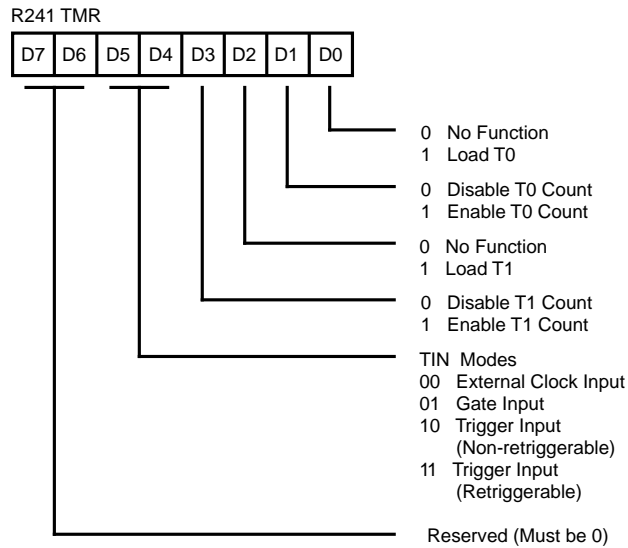 R241 TMR
D7 D6 D5 D4 D3 D2 D1 D0
0 No Function
1 Load T0
0 Disable T0 Count
1 Enable T0 Count
0 No Function
1 Load T1
0 Disable T1 Count
1 Enable T1 Count
TIN Modes
00 External Clock Input
01 Gate Input
10 Trigger Input
(Non-retriggerable)
11 Trigger Input
(Retriggerable)
Reserved (Must be 0)